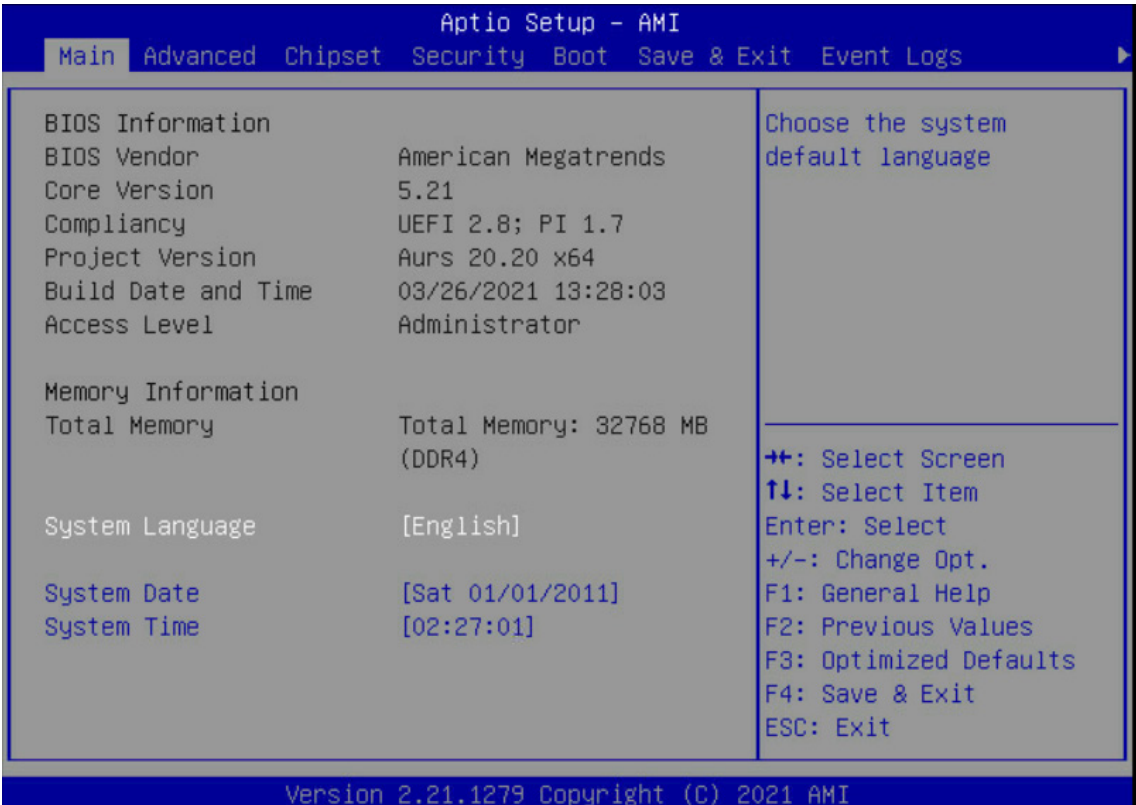 Aptio Setup – AMI
Main Advanced Chipset Security Boot Save & Exit Event Logs ►
BIOS Information
BIOS Vendor American Megatrends
Core Version 5.21
Compliancy UEFI 2.8; PI 1.7
Project Version Aurs 20.20 x64
Build Date and Time 03/26/2021 13:28:03
Access Level Administrator
Memory Information
Total Memory Total Memory: 32768 MB
(DDR4)
System Language [English]
System Date [Sat 01/01/2011]
System Time [02:27:01]
Choose the system
default language
→←: Select Screen
↑↓: Select Item
Enter: Select
+/-: Change Opt.
F1: General Help
F2: Previous Values
F3: Optimized Defaults
F4: Save & Exit
ESC: Exit
Version 2.21.1279 Copyright (C) 2021 AMI